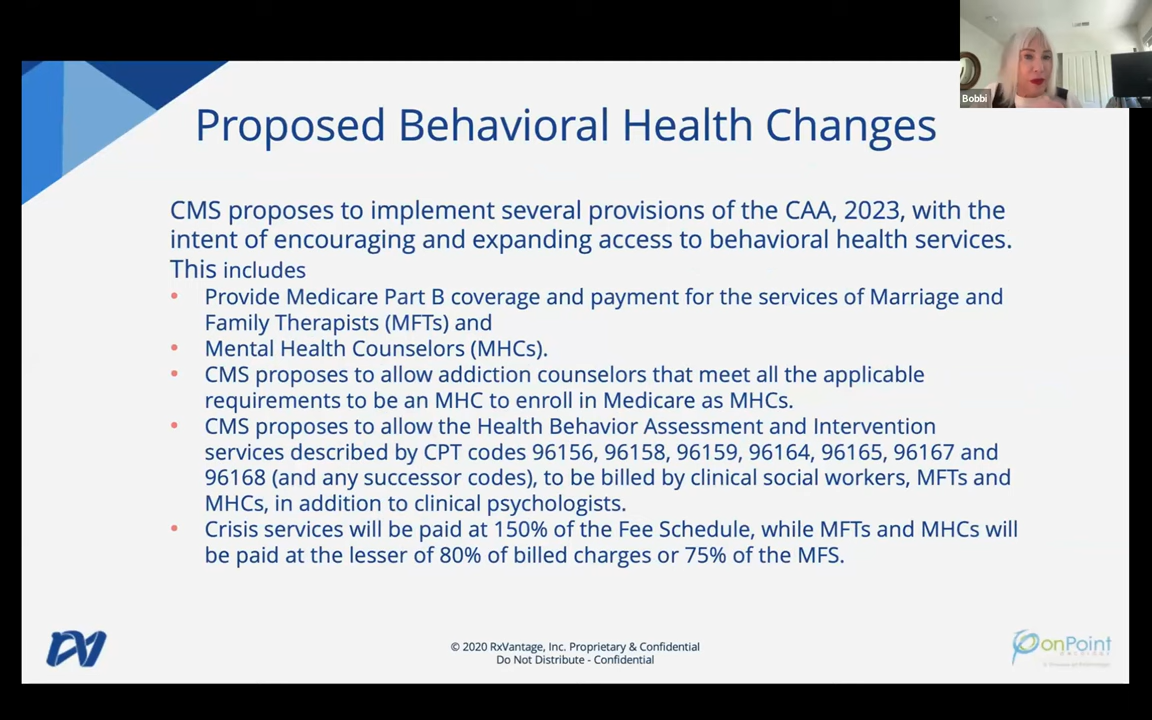 Bobbi
Proposed Behavioral Health Changes
CMS proposes to implement several provisions of the CAA, 2023, with the
intent of encouraging and expanding access to behavioral health services.
This includes
• Provide Medicare Part B coverage and payment for the services of Marriage and
Family Therapists (MFTs) and
• Mental Health Counselors (MHCs).
• CMS proposes to allow addiction counselors that meet all the applicable
requirements to be an MHC to enroll in Medicare as MHCs.
• CMS proposes to allow the Health Behavior Assessment and Intervention
services described by CPT codes 96156, 96158, 96159, 96164, 96165, 96167 and
96168 (and any successor codes), to be billed by clinical social workers, MFTs and
MHCs, in addition to clinical psychologists.
• Crisis services will be paid at 150% of the Fee Schedule, while MFTs and MHCs will
be paid at the lesser of 80% of billed charges or 75% of the MFS.
© 2020 RxVantage, Inc. Proprietary & Confidential
Do Not Distribute - Confidential
onPoint